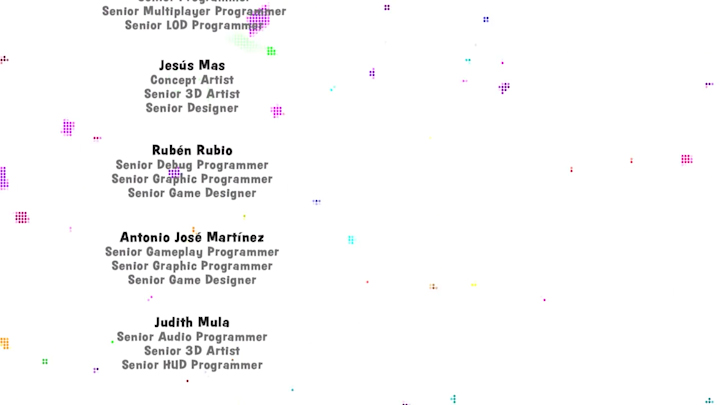 Senior Multiplayer Programmer
Senior LOD Programmer
Jesús Mas
Concept Artist
Senior 3D Artist
Senior Designer
Rubén Rubio
Senior Debug Programmer
Senior Graphic Programmer
Senior Game Designer
Antonio José Martínez
Senior Gameplay Programmer
Senior Graphic Programmer
Senior Game Designer
Judith Mula
Senior Audio Programmer
Senior 3D Artist
Senior HUD Programmer